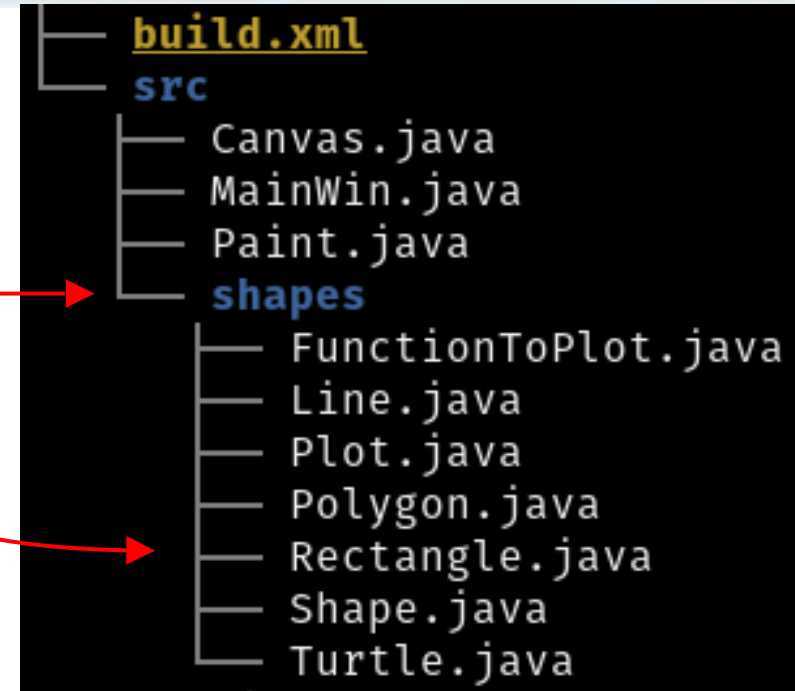 build.xml
src
Canvas.java
MainWin.java
Paint.java
shapes
FunctionToPlot.java
Line.java
Plot.java
Polygon.java
Rectangle.java
Shape.java
Turtle.java